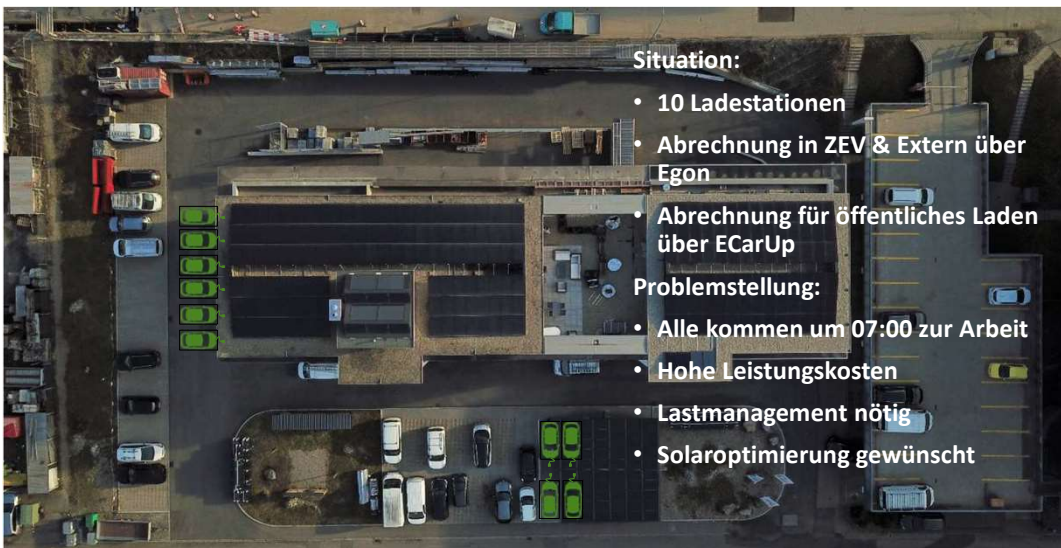 Situation:
• 10 Ladestationen
• Abrechnung in ZEV & Extern über
Egon
• Abrechnung für öffentliches Laden
über ECarUp
Problemstellung:
• Alle kommen um 07:00 zur Arbeit
• Hohe Leistungskosten
• Lastmanagement nötig
• Solaroptimierung gewünscht